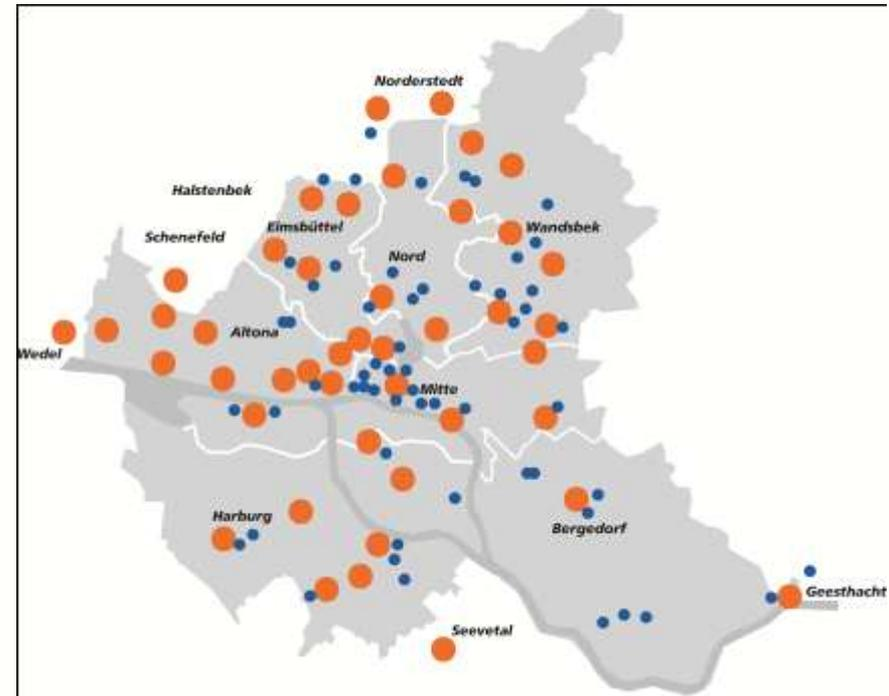 Norderstedt
Halstenbek
Eimsbüttel
Wandsbek
Schenefeld
Nord
Altona
Wedel
Mitte
Harburg
Bergedorf
Geesthacht
Seevetal